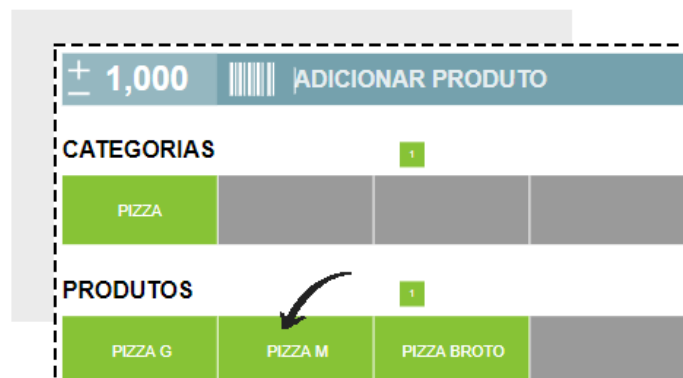 ± 1,000 ADICIONAR PRODUTO
CATEGORIAS 1
PIZZA
PRODUTOS 1
PIZZA G PIZZA M PIZZA BROTO